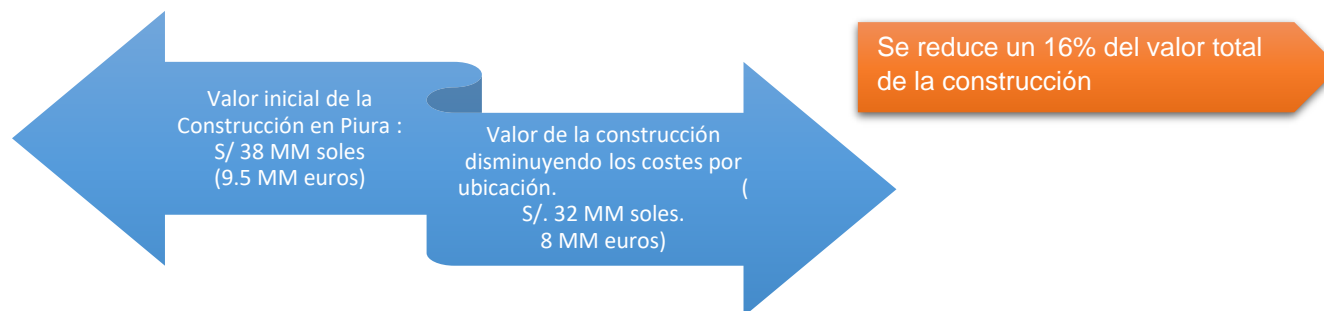 Valor inicial de la
Construcción en Piura :
S/ 38 MM soles
(9.5 MM euros)
Valor de la construcción
disminuyendo los costes por
ubicación. (
S/. 32 MM soles.
8 MM euros)
Se reduce un 16% del valor total
de la construcción